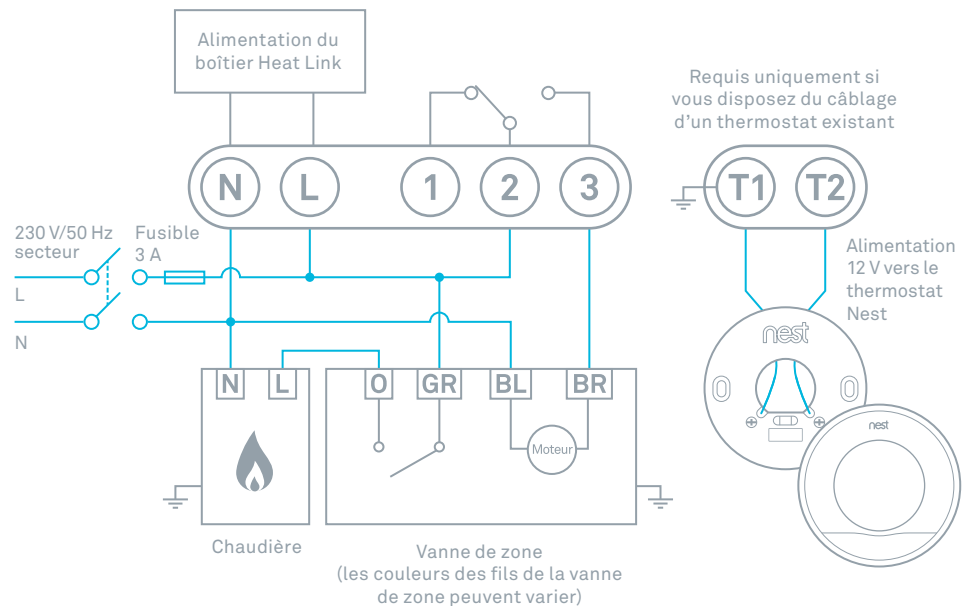 Alimentation du
boîtier Heat Link
Requis uniquement si
vous disposez du câblage
d'un thermostat existant
N L 1 2 3 T1 T2
230 V/50 Hz
secteur
Fusible
3 A
L
N
Alimentation
12 V vers le
thermostat
Nest
nest
N L O GR BL BR
nest
Moteur
Chaudière
Vanne de zone
(les couleurs des fils de la vanne
de zone peuvent varier)